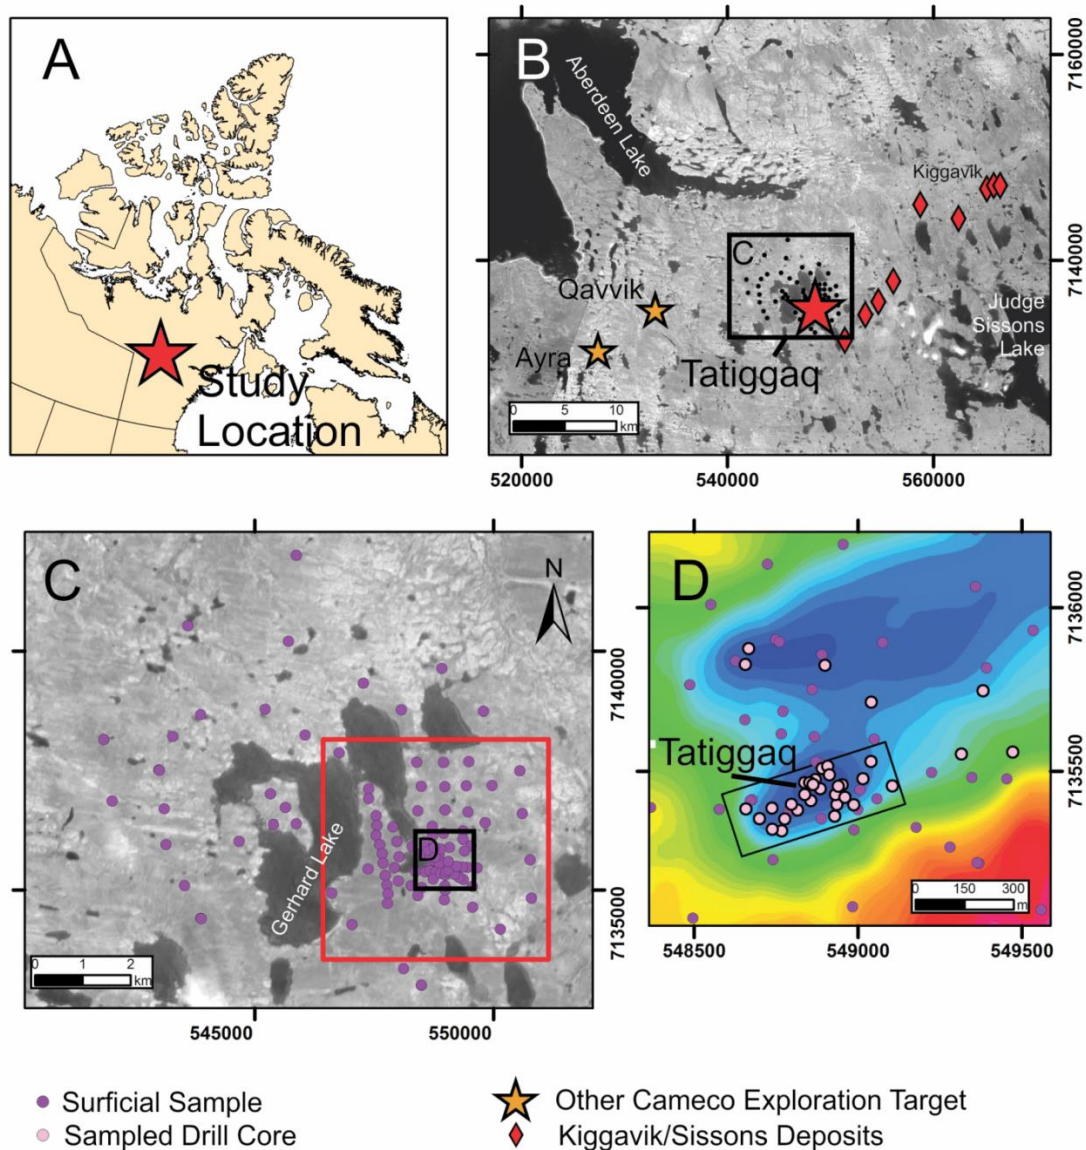 A
Study
Location
B
Aberdeen Lake
Kiggavik
C
Qavvik
Ayra
Tatiggaq
Judge
Sissons
Lake
0 5 10
km
7160000
7140000
520000 540000 560000
C
N
Gerhard Lake
D
0 1 2
km
7140000
7135000
545000 550000
D
Tatiggaq
0 150 300
m
7136000
7135500
548500 549000 549500
Surficial Sample
Sampled Drill Core
Other Cameco Exploration Target
Kiggavik/Sissons Deposits